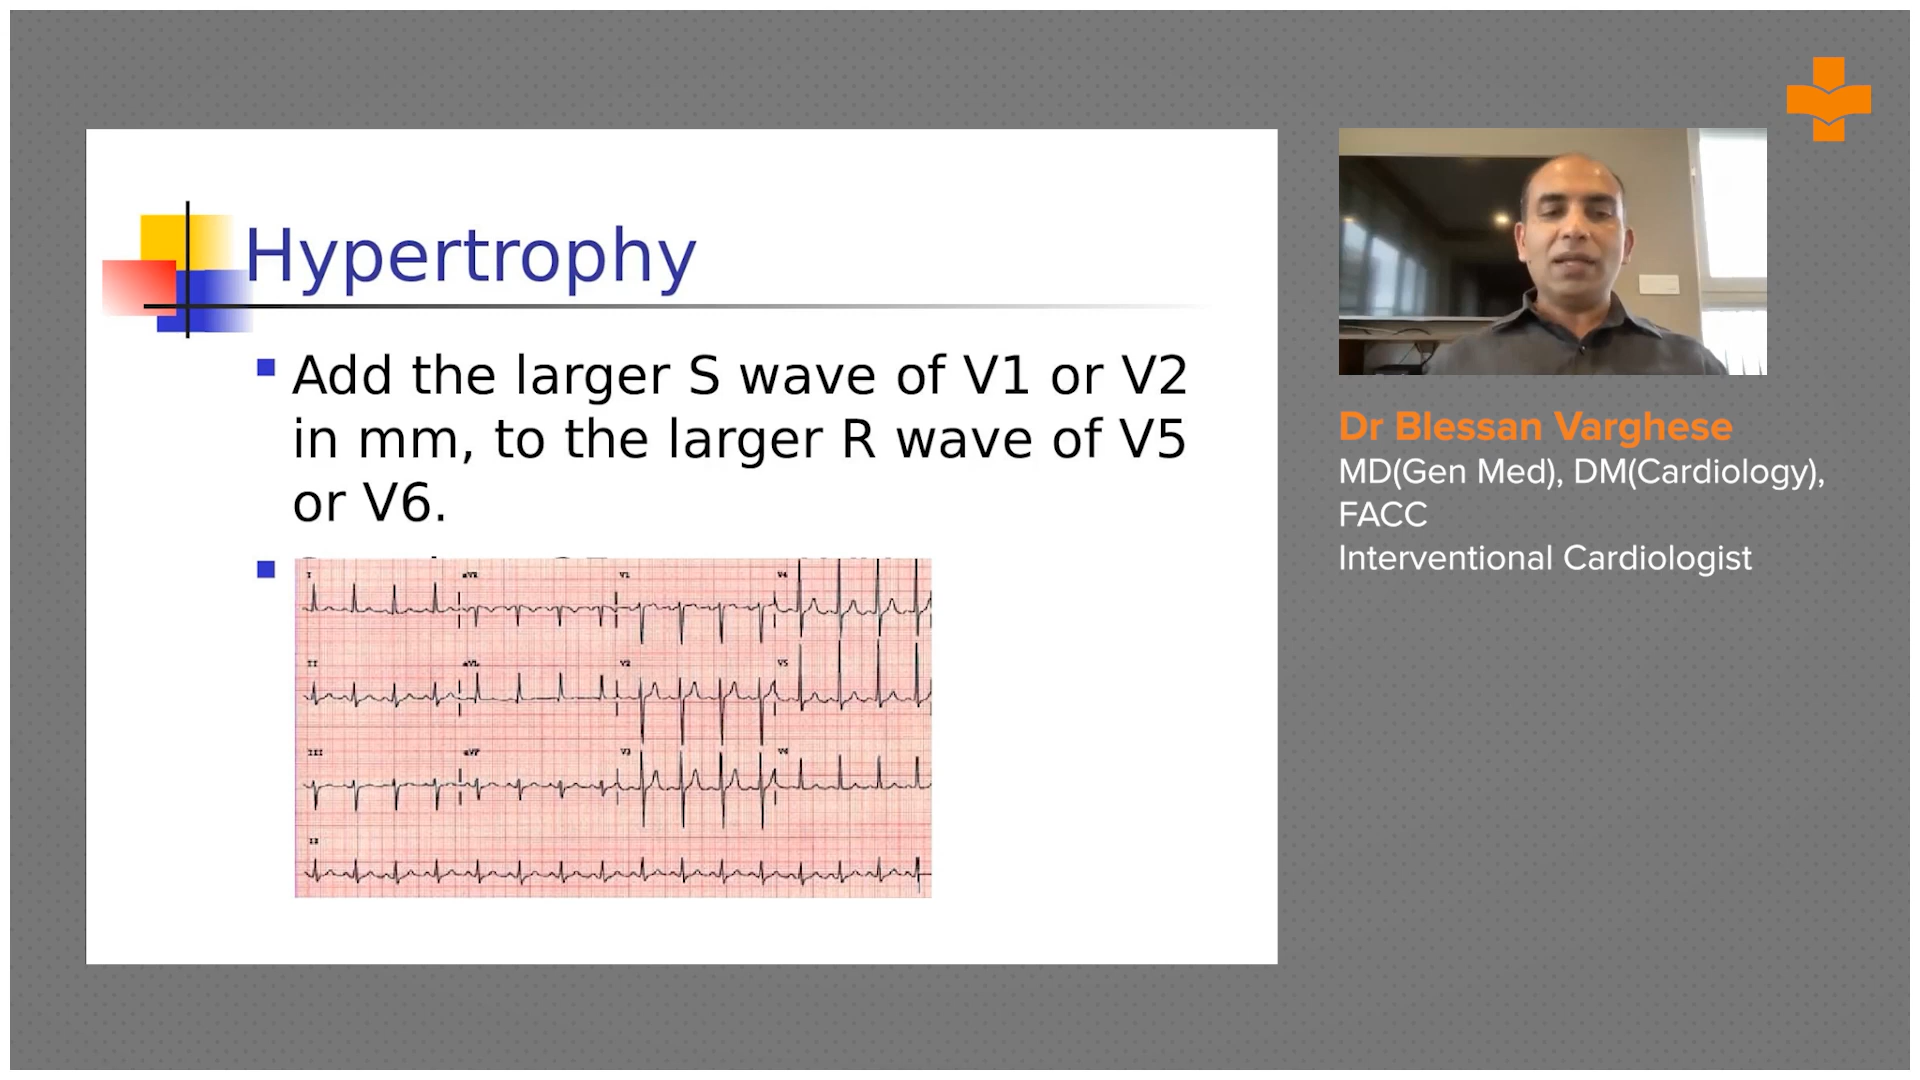 Hypertrophy
Add the larger S wave of V1 or V2
in mm, to the larger R wave of V5
or V6.
I aVR V1 V4
II aVL V2 V5
III aVF V3 V6
II
Dr Blessan Varghese
MD(Gen Med), DM(Cardiology),
FACC
Interventional Cardiologist